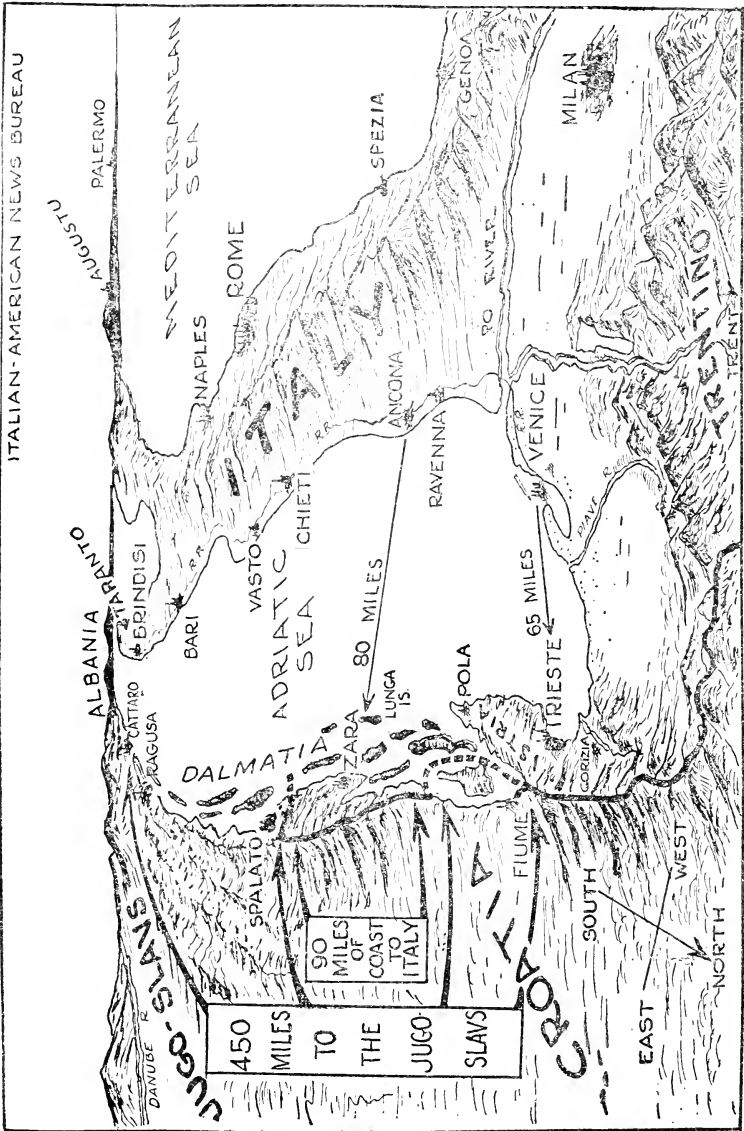 ITALIAN-AMERICAN NEWS BUREAU
ALBANIA
TARANTO
AUGUSTU
PALERMO
MEDITERRANEAN
SEA
CATTARO
RAGUSA
BRINDISI
R.R.
BARI
NAPLES
ROME
JUGO-SLAVS
DANUBE R
DALMATIA
ADRIATIC
SEA
VASTO
CHIETI
R.R.
ITALY
SPEZIA
SPALATO
ZARA
LUNGA
IS.
80 MILES
ANCONA
RAVENNA
GENOA
450
MILES
TO
THE
JUGO-
SLAVS
90
MILES
OF
COAST
TO
ITALY
POLA
PO RIVER
CROATIA
FIUME
ISTRIA
TRIESTE
65 MILES
VENICE
R.R.
MILAN
GORIZIA
PIAVE R.
SOUTH
EAST
WEST
NORTH
TRENTINO
TRENT